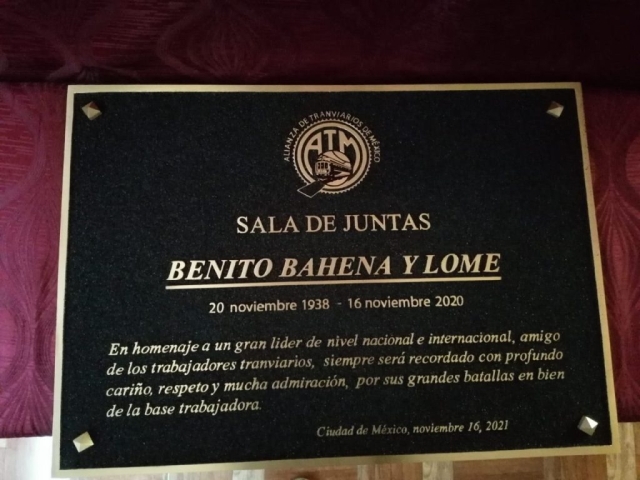 ALIANZA DE TRANVIARIOS DE MÉXICO
ATM
SALA DE JUNTAS
BENITO BAHENA Y LOME
20 noviembre 1938 - 16 noviembre 2020
En homenaje a un gran lider de nivel nacional e internacional, amigo
de los trabajadores tranviarios, siempre será recordado con profundo
cariño, respeto y mucha admiración, por sus grandes batallas en bien
de la base trabajadora.
Ciudad de México, noviembre 16, 2021